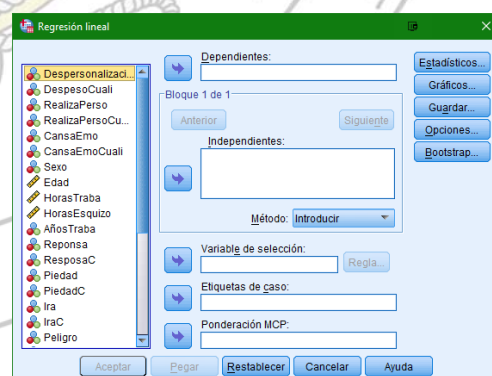 Regresión lineal
Despersonalizaci...
DespesoCuali
RealizaPerso
RealizaPersoCu...
CansaEmo
CansaEmoCuali
Sexo
Edad
HorasTraba
HorasEsquizo
AñosTraba
Reponsa
ResposaC
Piedad
PiedadC
Ira
IraC
Peligro
Dependientes:
Bloque 1 de 1
Anterior
Siguiente
Independientes:
Método: Introducir
Variable de selección:
Regla...
Etiquetas de caso:
Ponderación MCP:
Estadísticos...
Gráficos...
Guardar...
Opciones...
Bootstrap...
Aceptar
Pegar
Restablecer
Cancelar
Ayuda